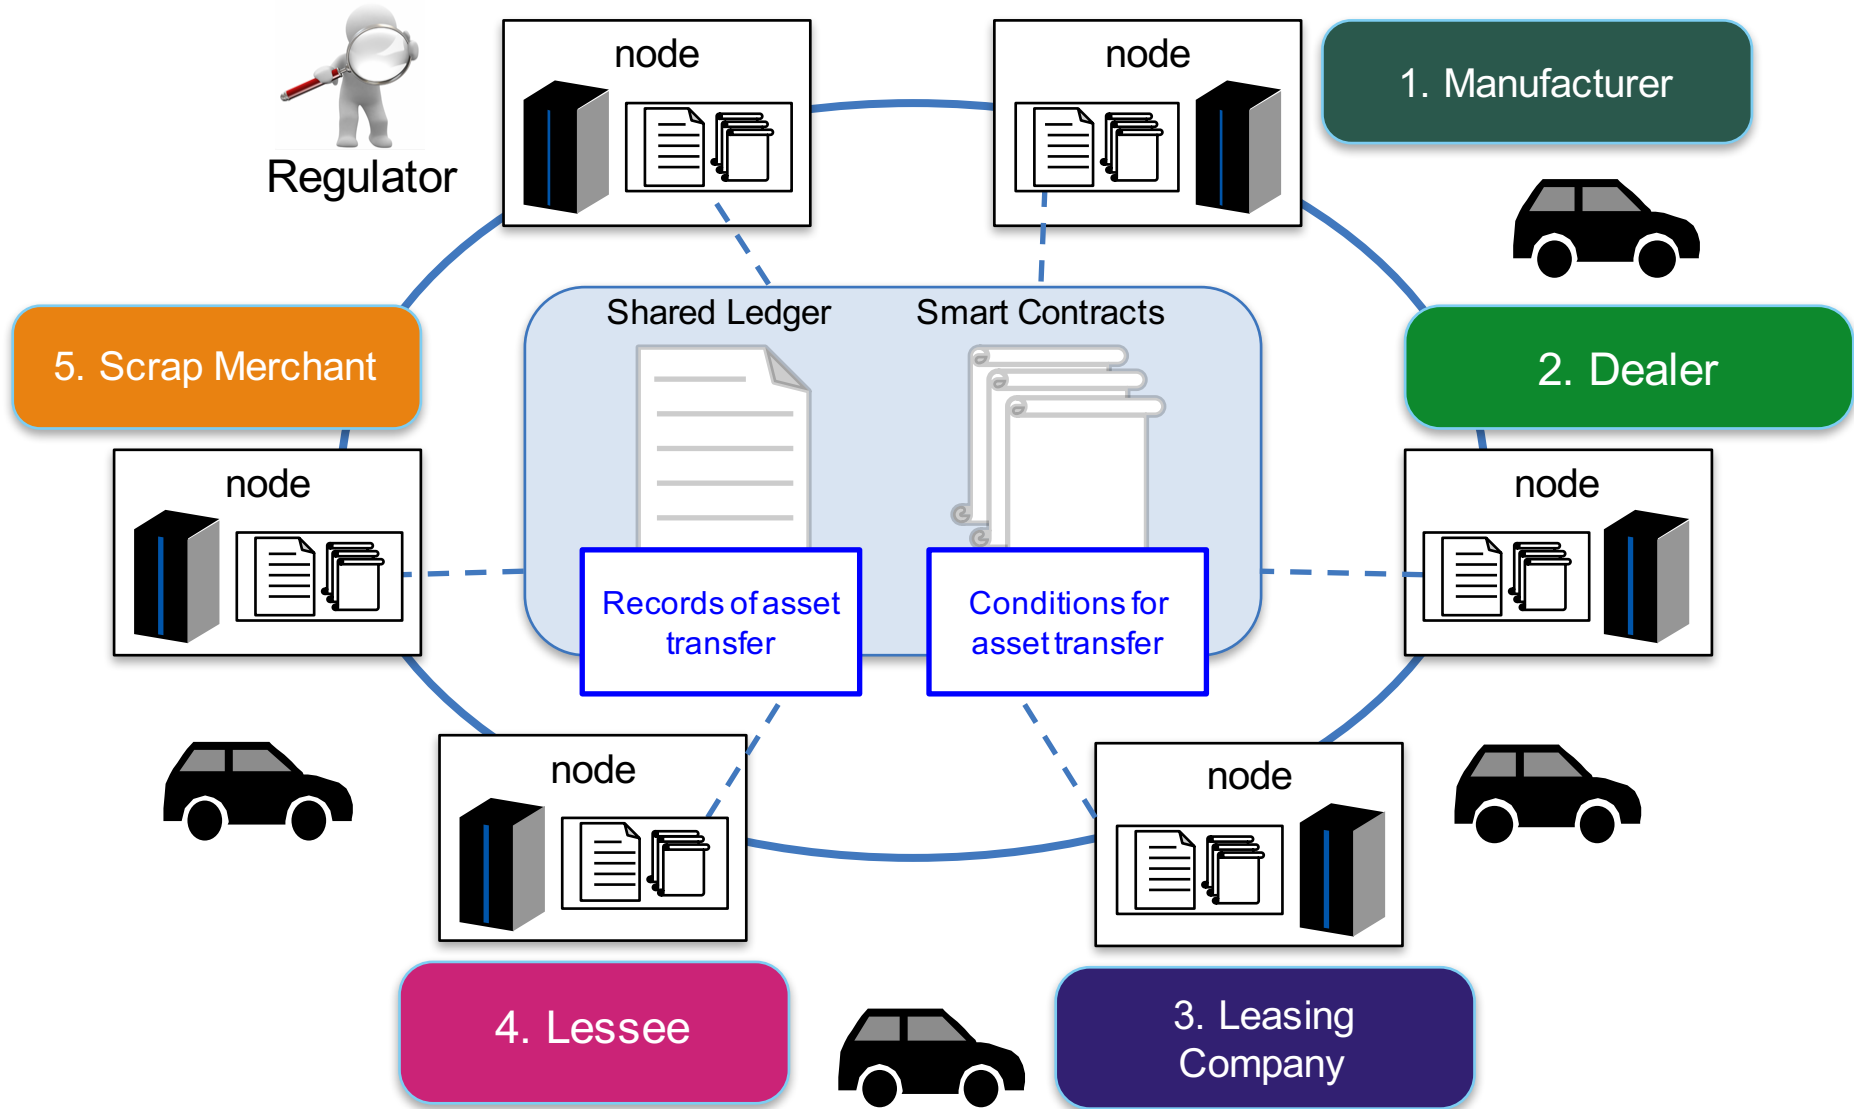 node
node
1. Manufacturer
Regulator
Shared Ledger
Smart Contracts
5. Scrap Merchant
2. Dealer
node
node
Records of asset
transfer
Conditions for
asset transfer
node
node
4. Lessee
3. Leasing
Company